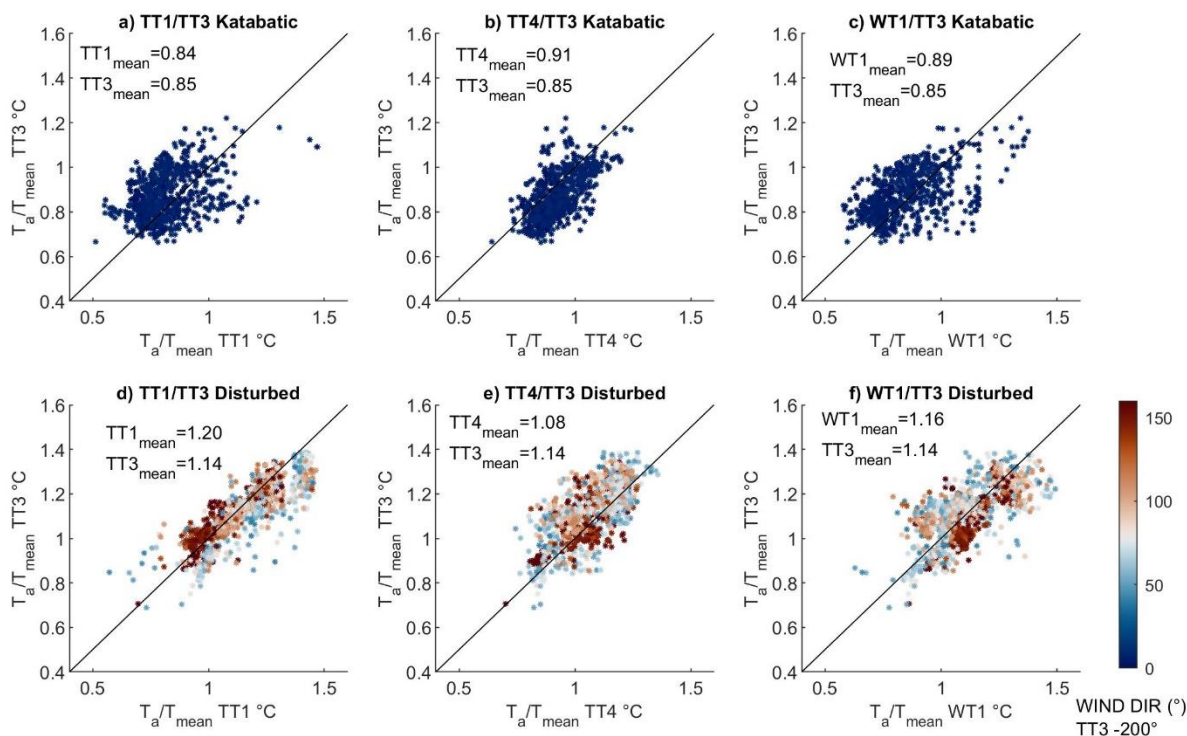 a) TT1/TT3 Katabatic
b) TT4/TT3 Katabatic
c) WT1/TT3 Katabatic
1.6
1.4
1.2
1
0.8
0.6
0.4
TT1mean=0.84
TT3mean=0.85
Ta/Tmean TT3 °C
0.5
1
1.5
Ta/Tmean TT1 °C
1.6
1.4
1.2
1
0.8
0.6
0.4
TT4mean=0.91
TT3mean=0.85
Ta/Tmean TT3 °C
0.5
1
1.5
Ta/Tmean TT4 °C
1.6
1.4
1.2
1
0.8
0.6
0.4
WT1mean=0.89
TT3mean=0.85
Ta/Tmean TT3 °C
0.5
1
1.5
Ta/Tmean WT1 °C
d) TT1/TT3 Disturbed
e) TT4/TT3 Disturbed
f) WT1/TT3 Disturbed
1.6
1.4
1.2
1
0.8
0.6
0.4
TT1mean=1.20
TT3mean=1.14
Ta/Tmean TT3 °C
0.5
1
1.5
Ta/Tmean TT1 °C
1.6
1.4
1.2
1
0.8
0.6
0.4
TT4mean=1.08
TT3mean=1.14
Ta/Tmean TT3 °C
0.5
1
1.5
Ta/Tmean TT4 °C
1.6
1.4
1.2
1
0.8
0.6
0.4
WT1mean=1.16
TT3mean=1.14
Ta/Tmean TT3 °C
0.5
1
1.5
Ta/Tmean WT1 °C
150
100
50
0
WIND DIR (°)
TT3 -200°